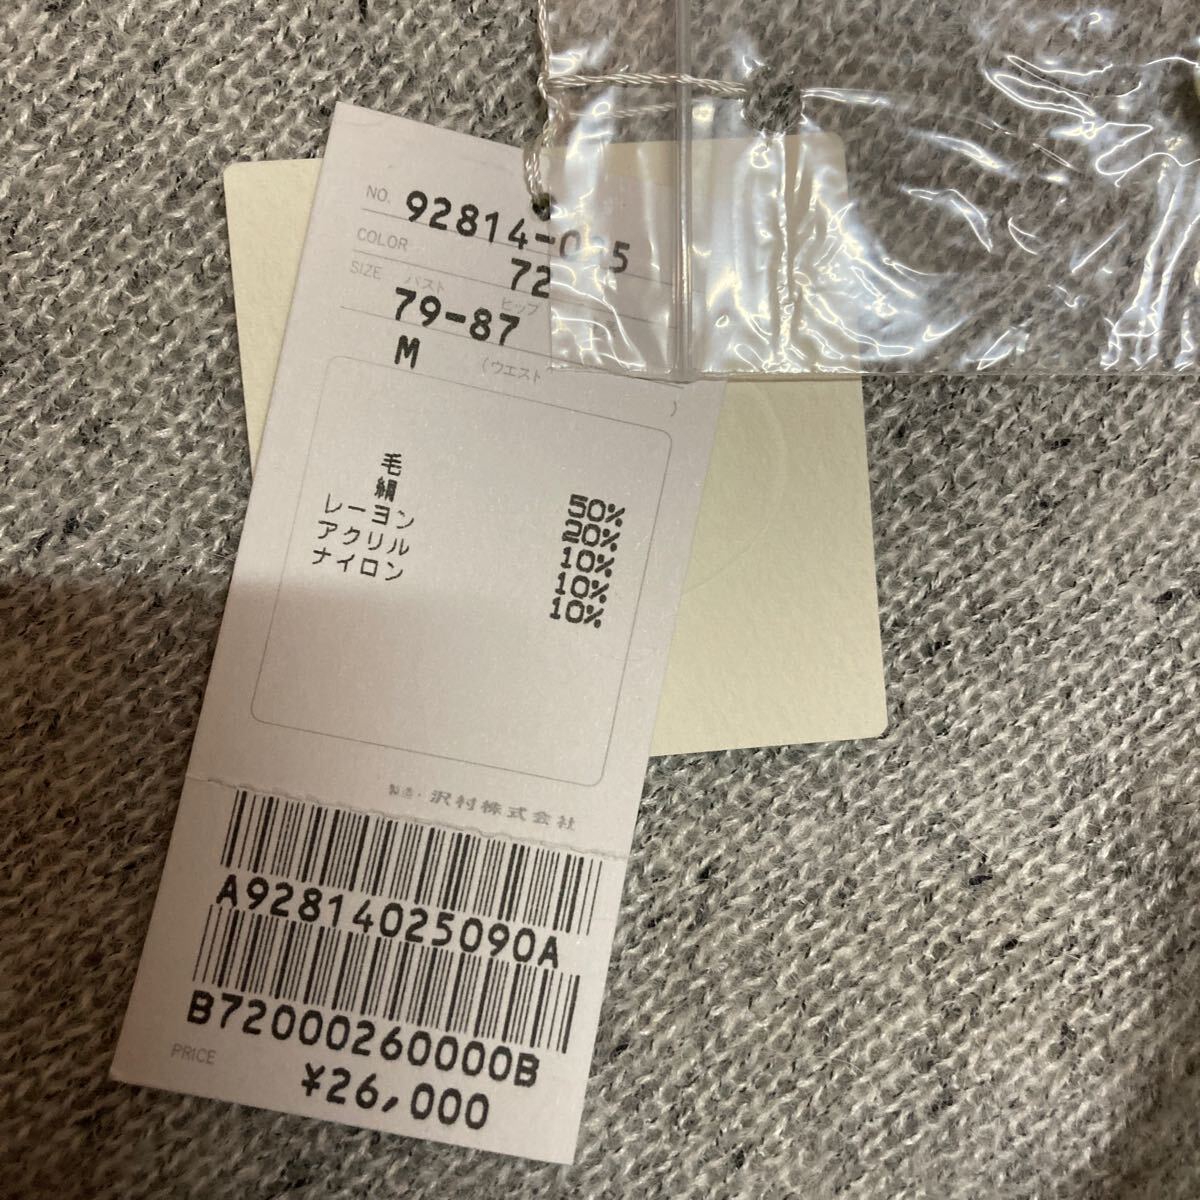 NO. 92814-0 5
COLOR 72
SIZE バスト ヒップ
79-87
M (ウエスト )
毛 50%
絹 20%
レーヨン 10%
アクリル 10%
ナイロン 10%
製造・沢村株式会社
A92814025090A
B72000260000B
PRICE ¥26,000